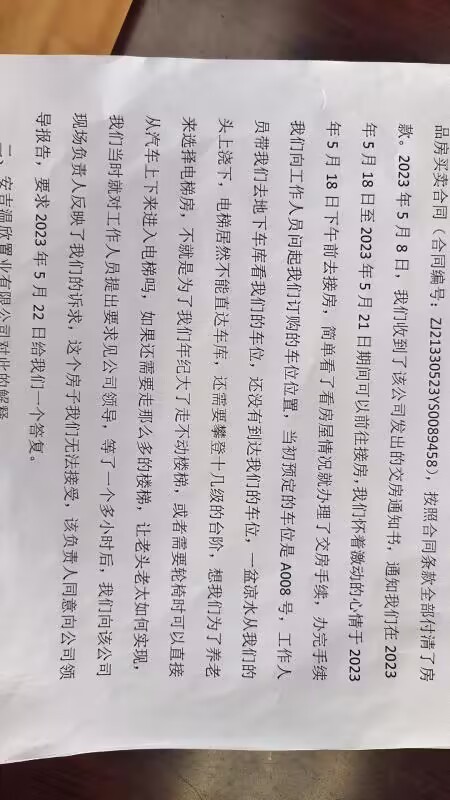 品房买卖合同（合同编号：ZJ21330523YS0089458），按照合同条款全部付清了房
款。2023 年 5 月 8 日，我们收到了该公司发出的交房通知书，通知我们在 2023
年 5 月 18 日至 2023 年 5 月 21 日期间可以前往接房，我们怀着激动的心情于 2023
年 5 月 18 日下午前去接房，简单看了看房屋情况就办理了交房手续，办完手续
我们向工作人员问起我们订购的车位位置，当初预定的车位是 A008 号，工作人
员带我们去地下车库看我们的车位，还没有到达我们的车位，一盆凉水从我们的
头上浇下，电梯居然不能直达车库，还需要攀登十几级的台阶，想我们为了养老
来选择电梯房，不就是为了我们年纪大了走不动楼梯，或者需要轮椅时可以直接
从汽车上下来进入电梯吗，如果还需要走那么多的楼梯，让老头老太如何实现，
我们当时就对工作人员提出要求见公司领导，等了一个多小时后，我们向该公司
现场负责人反映了我们的诉求，这个房子我们无法接受，该负责人同意向公司领
导报告，要求 2023 年 5 月 22 日给我们一个答复。
二、安吉温欣置业有限公司对此的解释